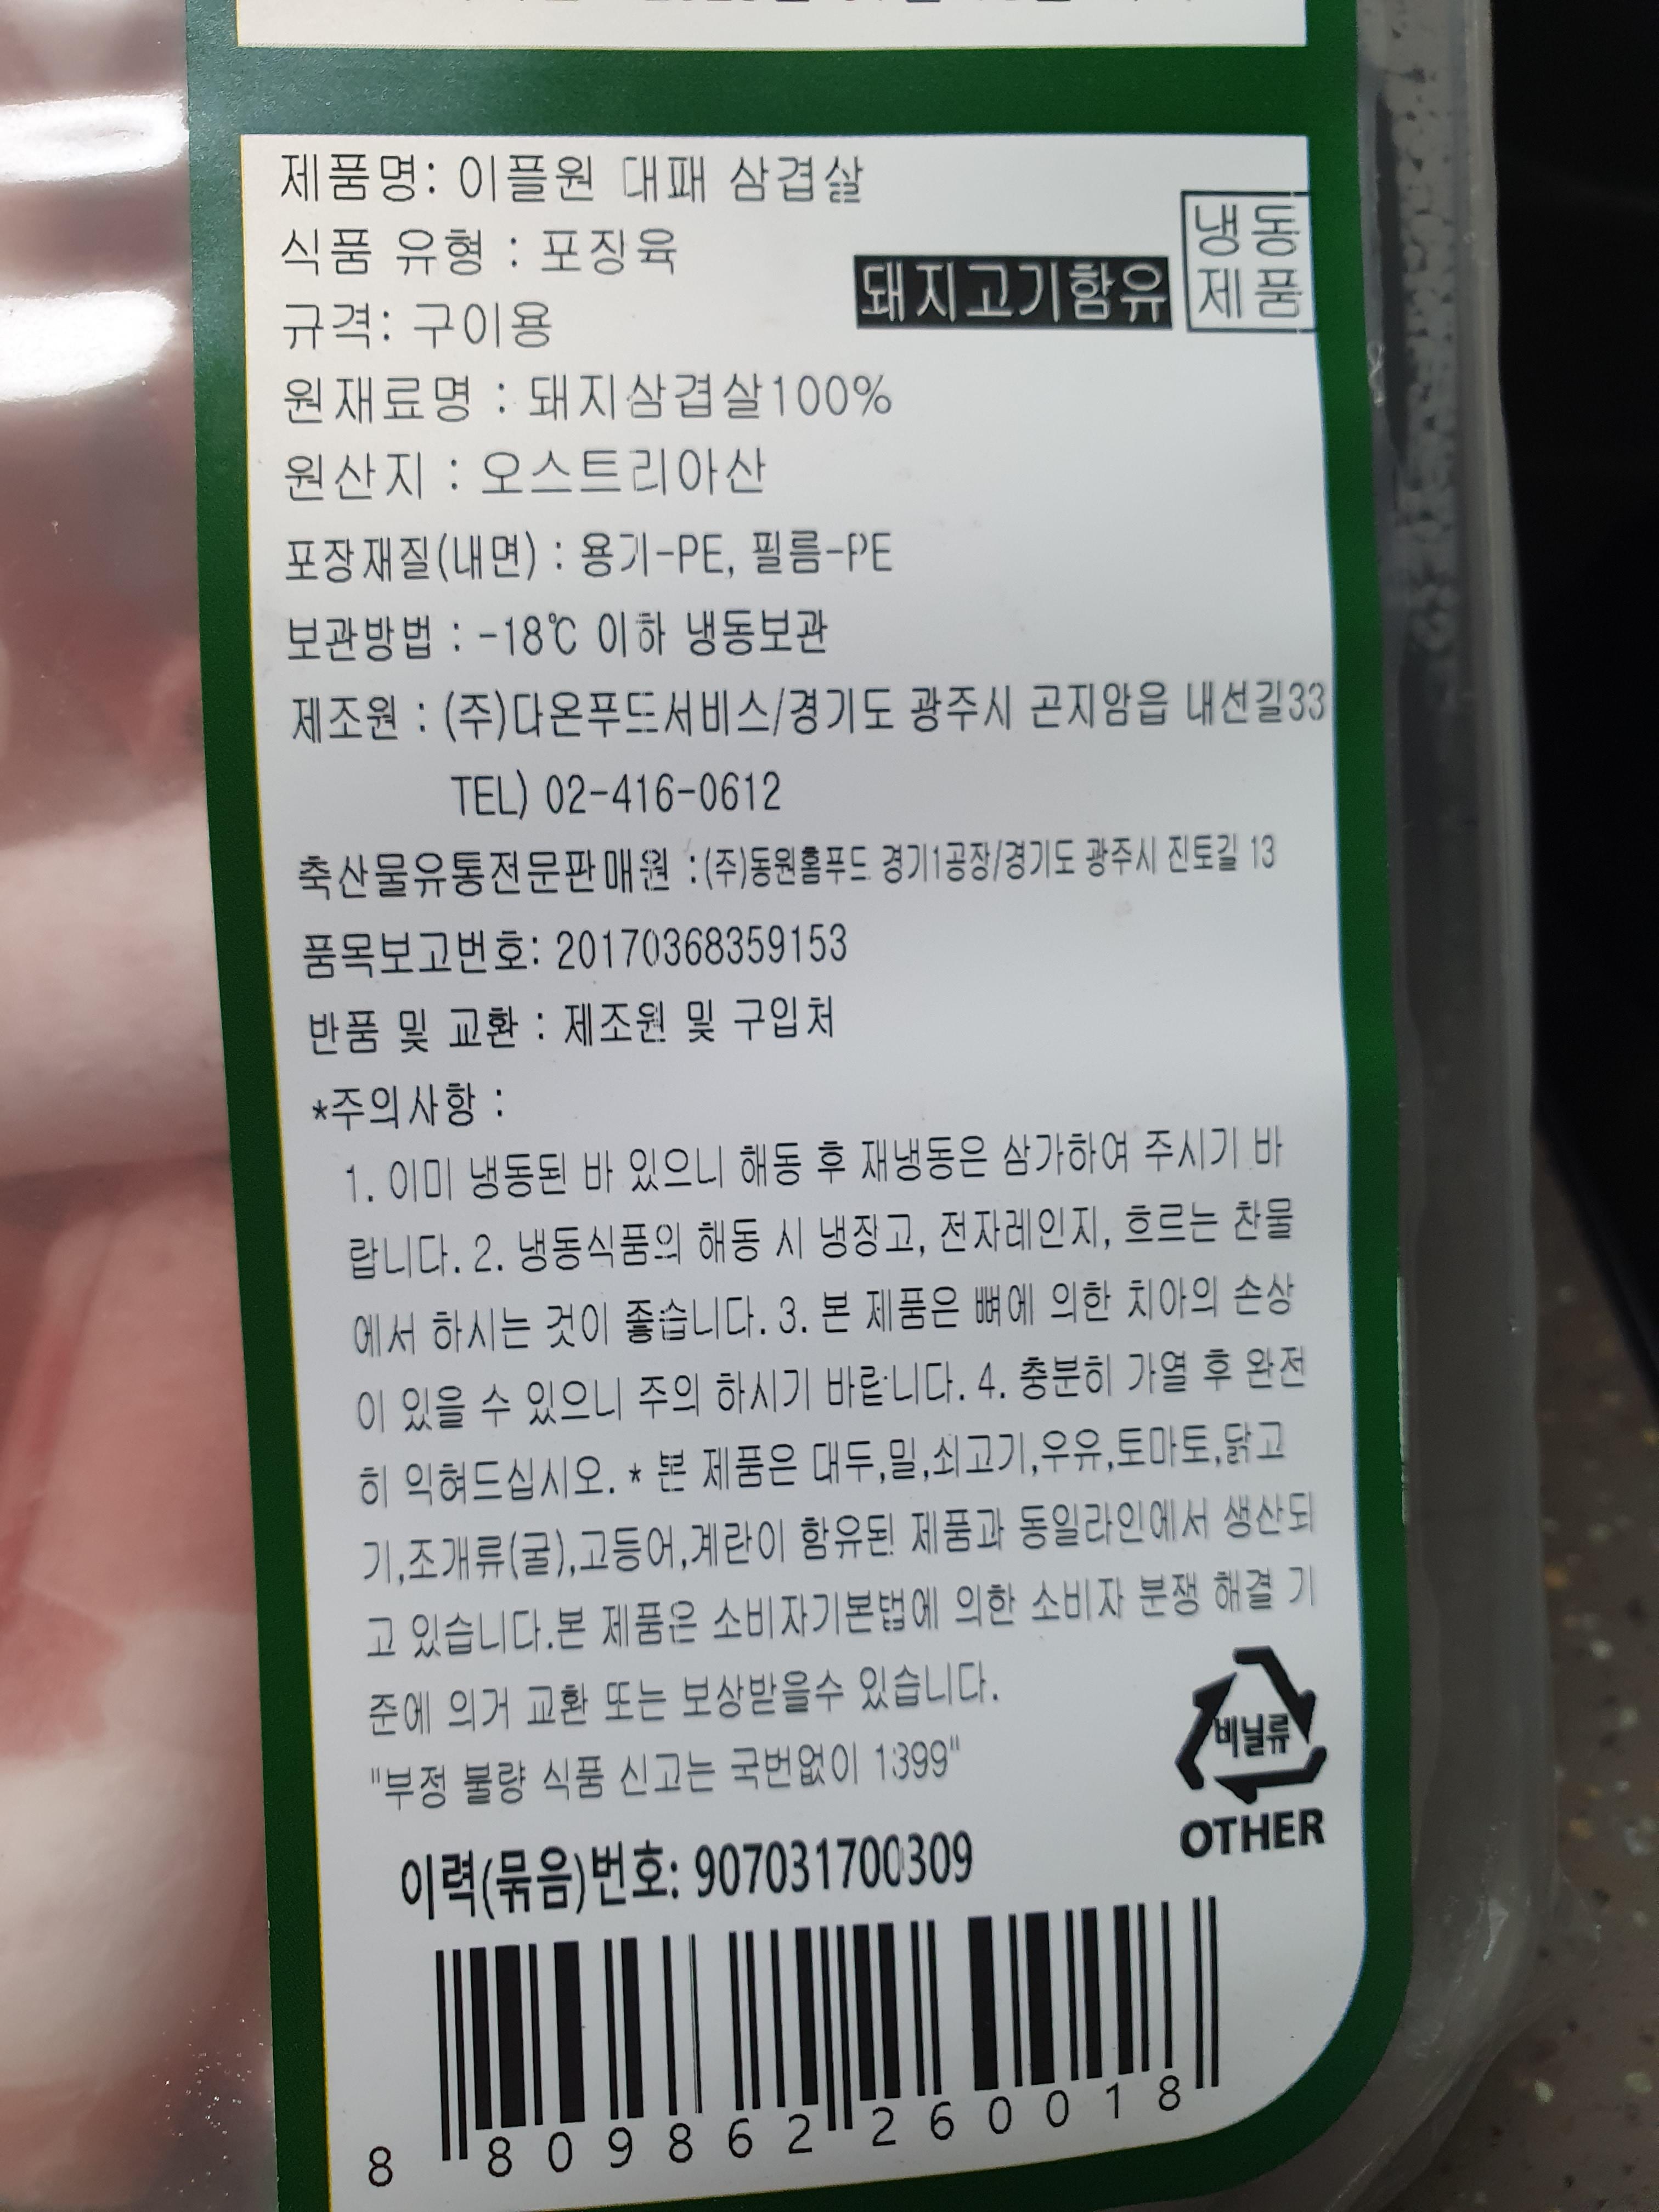 제품명: 이플원 대패 삼겹살
식품 유형 : 포장육
돼지고기함유
냉동
제품
규격: 구이용
원재료명 : 돼지삼겹살100%
원산지 : 오스트리아산
포장재질(내면) : 용기-PE, 필름-PE
보관방법 : -18℃ 이하 냉동보관
제조원 : (주)다온푸드서비스/경기도 광주시 곤지암읍 내선길33
TEL) 02-416-0612
축산물유통전문판매원 :(주)동원홈푸드 경기1공장/경기도 광주시 진토길 13
품목보고번호: 20170368359153
반품 및 교환 : 제조원 및 구입처
*주의사항 :
1. 이미 냉동된 바 있으니 해동 후 재냉동은 삼가하여 주시기 바
랍니다. 2. 냉동식품의 해동 시 냉장고, 전자레인지, 흐르는 찬물
에서 하시는 것이 좋습니다. 3. 본 제품은 뼈에 의한 치아의 손상
이 있을 수 있으니 주의 하시기 바랍니다. 4. 충분히 가열 후 완전
히 익혀드십시오. * 본 제품은 대두,밀,쇠고기,우유,토마토,닭고
기,조개류(굴),고등어,계란이 함유된 제품과 동일라인에서 생산되
고 있습니다.본 제품은 소비자기본법에 의한 소비자 분쟁 해결 기
준에 의거 교환 또는 보상받을수 있습니다.
"부정 불량 식품 신고는 국번없이 1399"
비닐류
OTHER
이력(묶음)번호: 907031700309
8 809862 260018